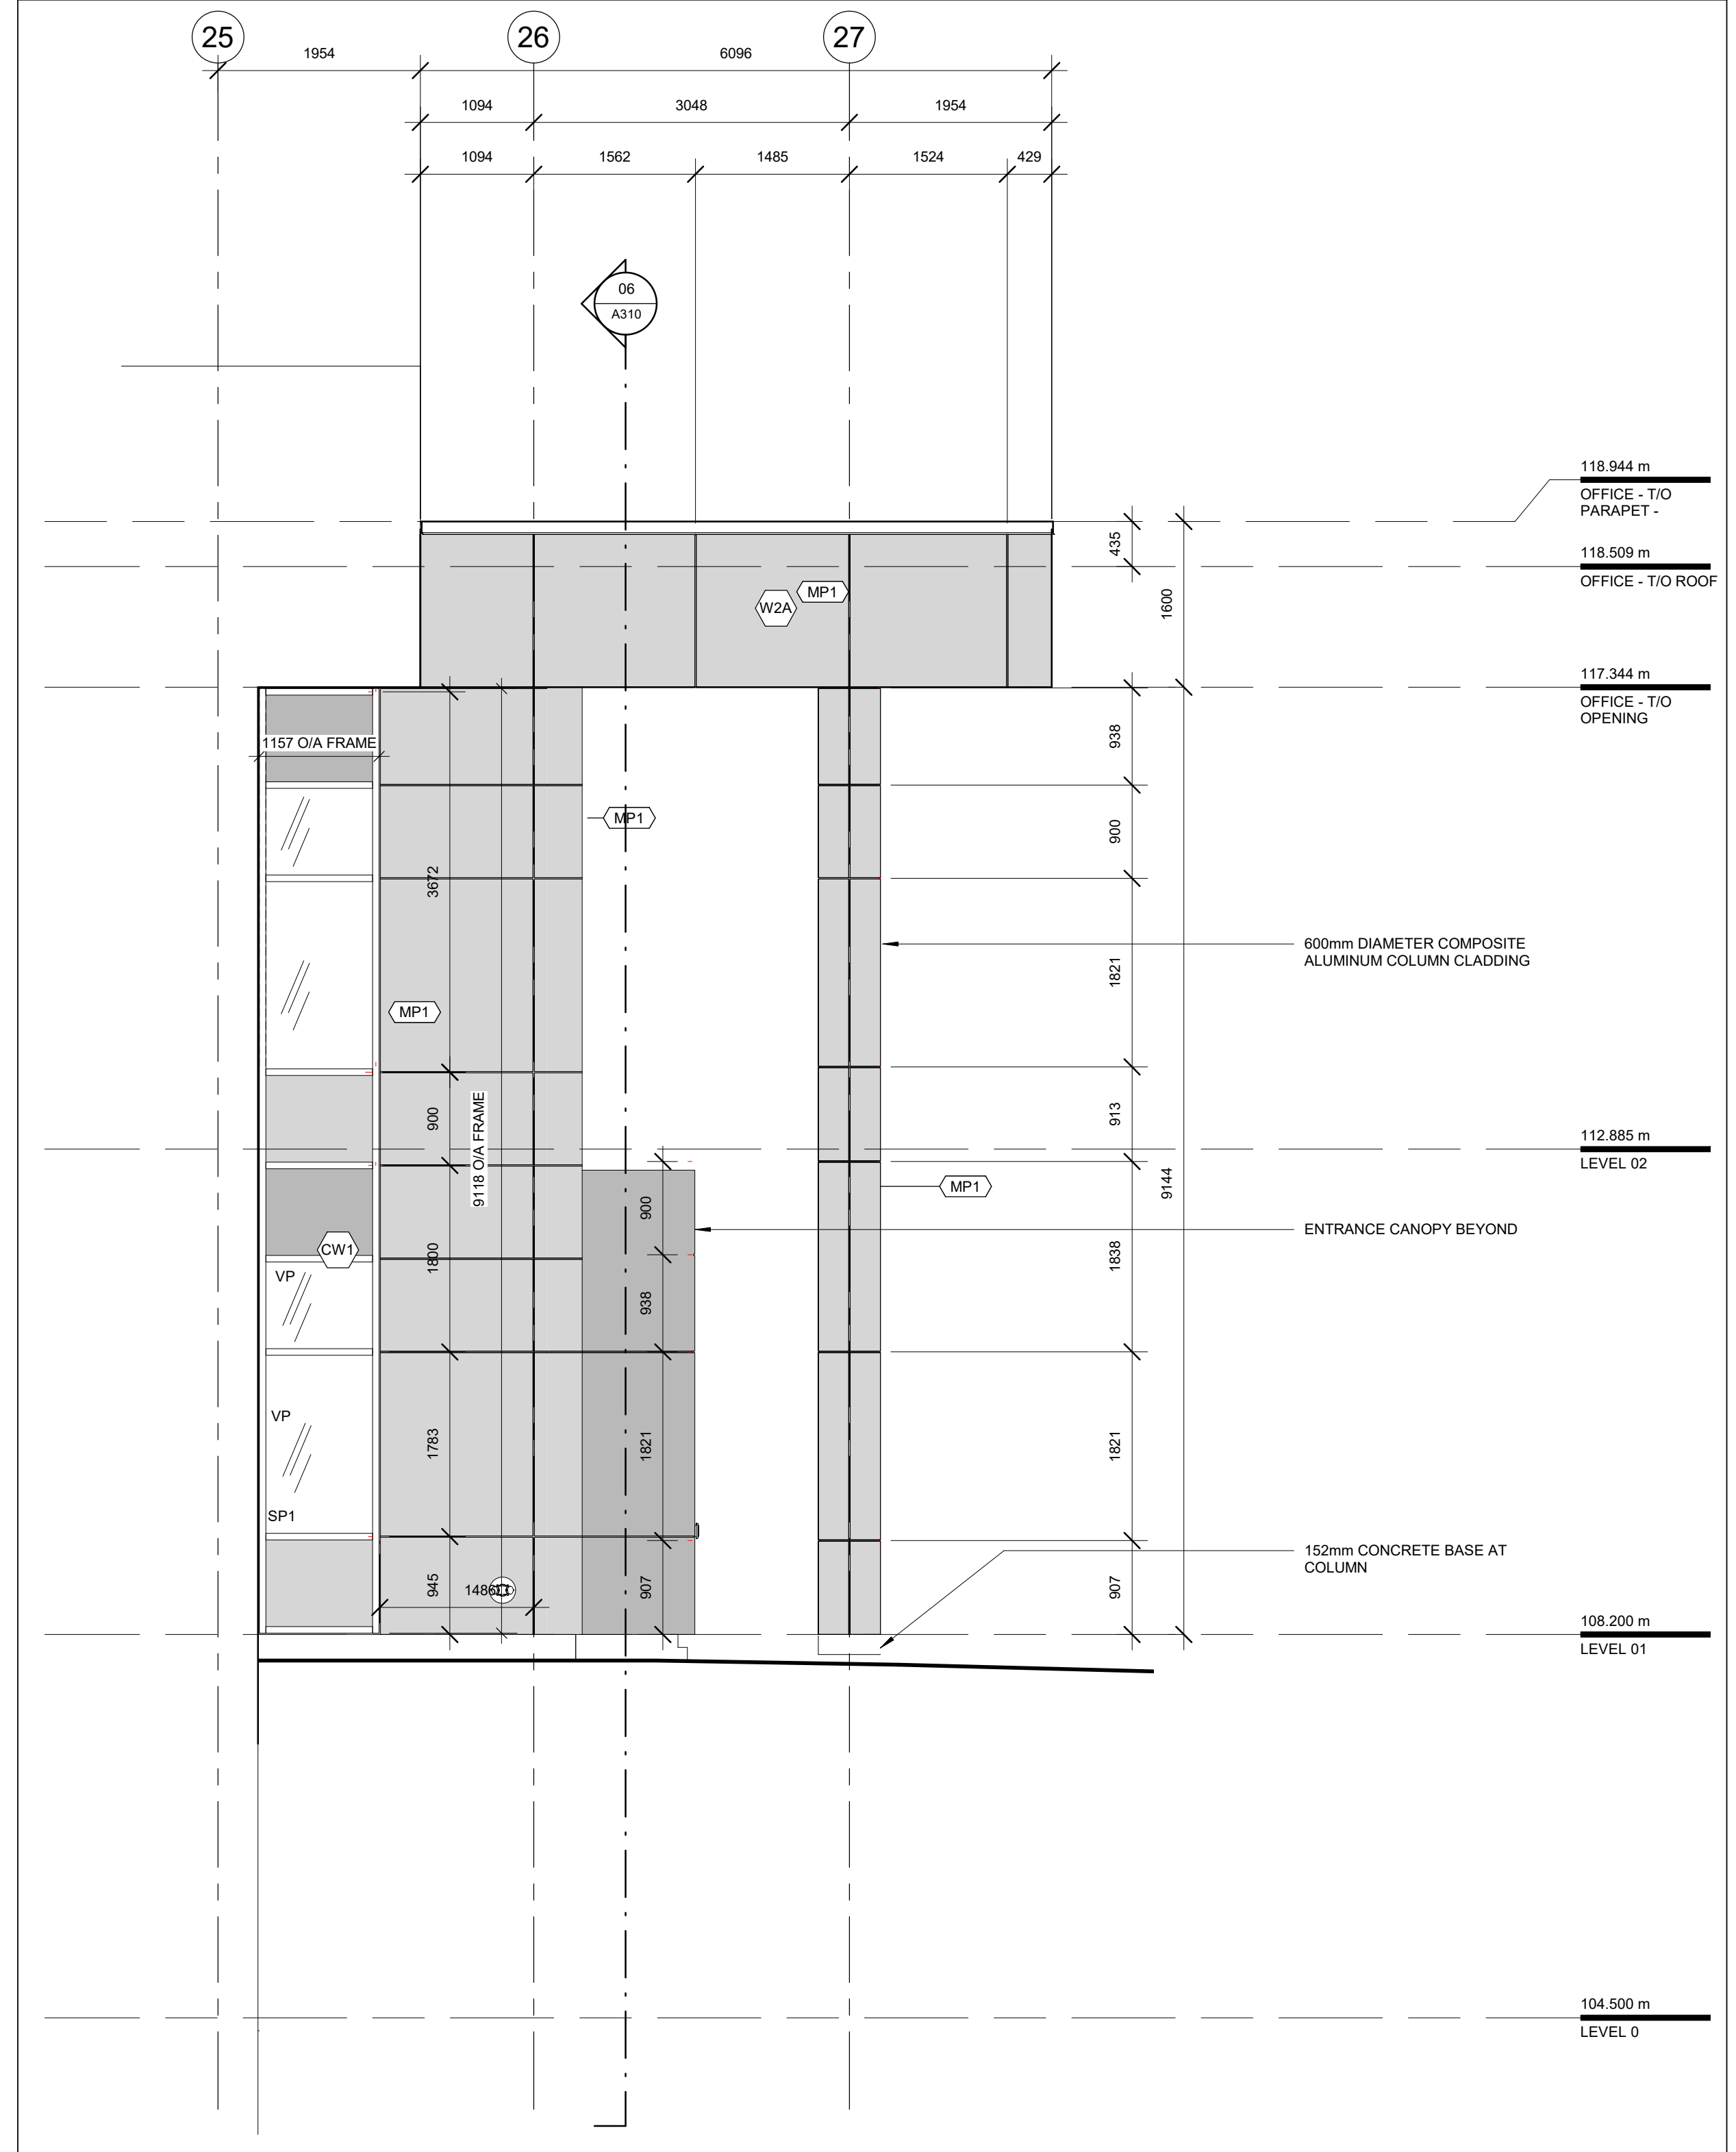 25
26
27
1954
6096
1094
3048
1954
1094
1562
1485
1524
429
06
A310
118.944 m
OFFICE - T/O
PARAPET -
435
118.509 m
OFFICE - T/O ROOF
MP1
W2A
1600
117.344 m
OFFICE - T/O
OPENING
1157 O/A FRAME
938
MP1
900
3672
600mm DIAMETER COMPOSITE
ALUMINUM COLUMN CLADDING
1821
MP1
900
9118 O/A FRAME
913
112.885 m
LEVEL 02
9144
MP1
900
ENTRANCE CANOPY BEYOND
CW1
1800
1838
VP
938
VP
1783
1821
1821
SP1
152mm CONCRETE BASE AT
COLUMN
945
1486
907
907
108.200 m
LEVEL 01
104.500 m
LEVEL 0